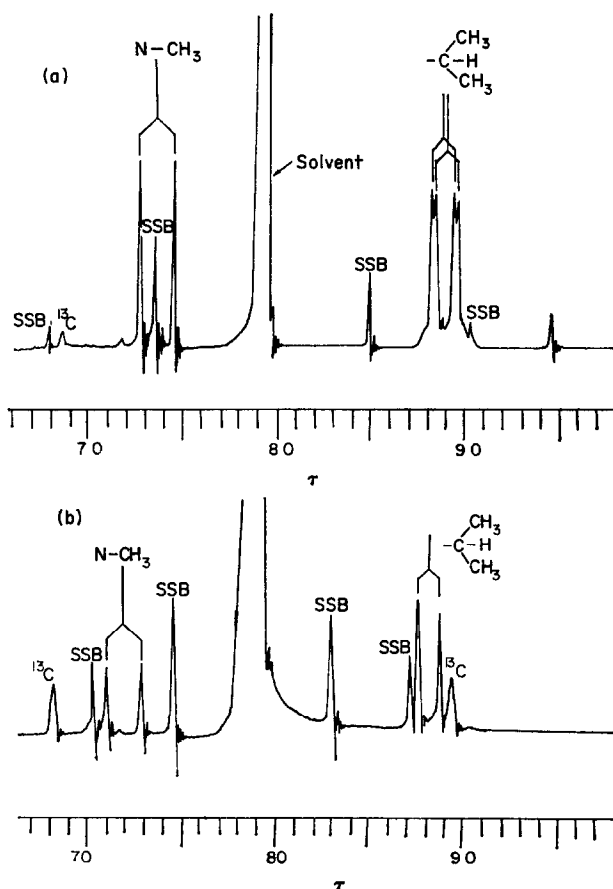 (a)
N-CH3
CH3
-C-H
CH3
Solvent
SSB
SSB
SSB
13C
SSB
70
80
90
τ
(b)
N-CH3
CH3
-C-H
CH3
SSB
SSB
13C
SSB
SSB
13C
70
80
90
τ